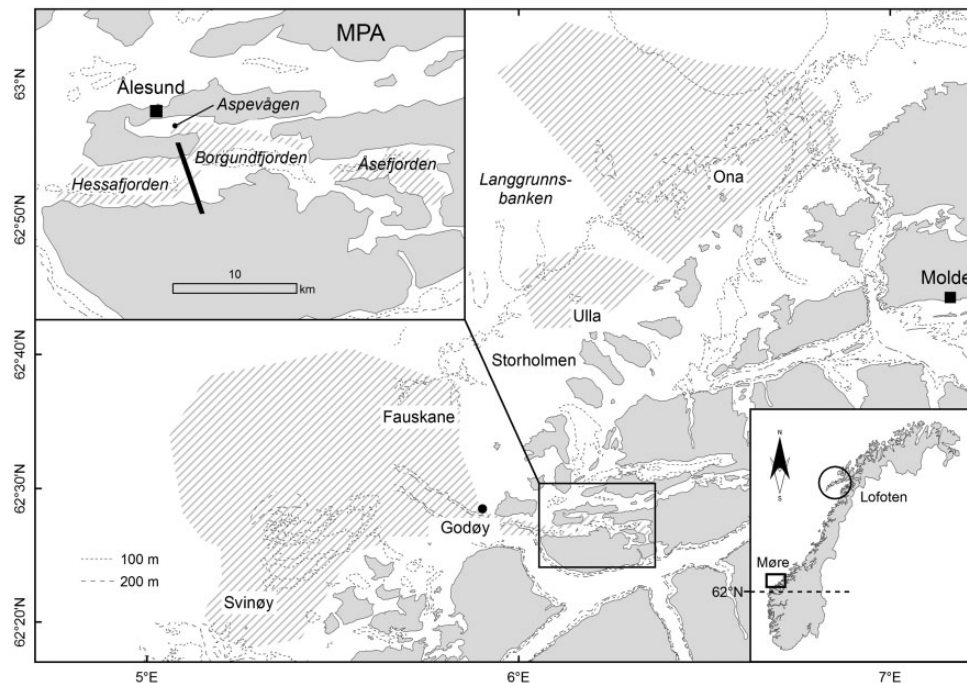 MPA
Ålesund
Aspevågen
Borgundfjorden
Åsefjorden
Hessafjorden
10
km
63°N
62°50'N
62°40'N
62°30'N
62°20'N
Langgrunns-
banken
Ona
Molde
Ulla
Storholmen
Fauskane
Godøy
Svinøy
100 m
200 m
N
S
Lofoten
Møre
62°N
5°E
6°E
7°E